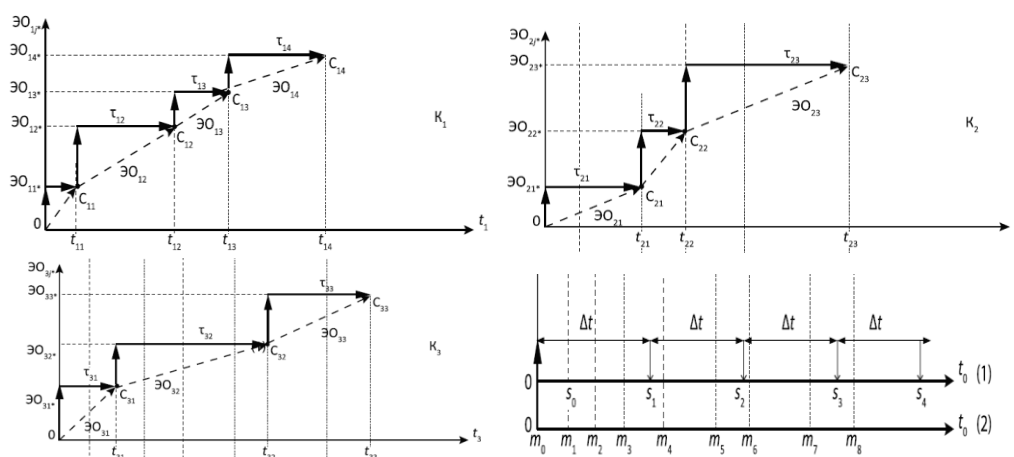 ЭО1/*
ЭО14*
τ14
C14
ЭО14
ЭО13*
τ13
C13
ЭО13
К1
ЭО12*
τ12
C12
ЭО12
ЭО11*
C11
0
t11
t12
t13
t14
t1
ЭО2/*
ЭО23*
τ23
C23
ЭО23
ЭО22*
τ22
C22
К2
ЭО21*
τ21
C21
ЭО21
0
t21
t22
t23
ЭО3/*
ЭО33*
τ33
C33
ЭО33
ЭО32*
τ32
C32
К3
ЭО32
τ31
ЭО31*
C31
ЭО31
0
t3
Δt
Δt
Δt
Δt
0
t0 (1)
s0
s1
s2
s3
s4
0
t0 (2)
m0
m1
m2
m3
m4
m5
m6
m7
m8